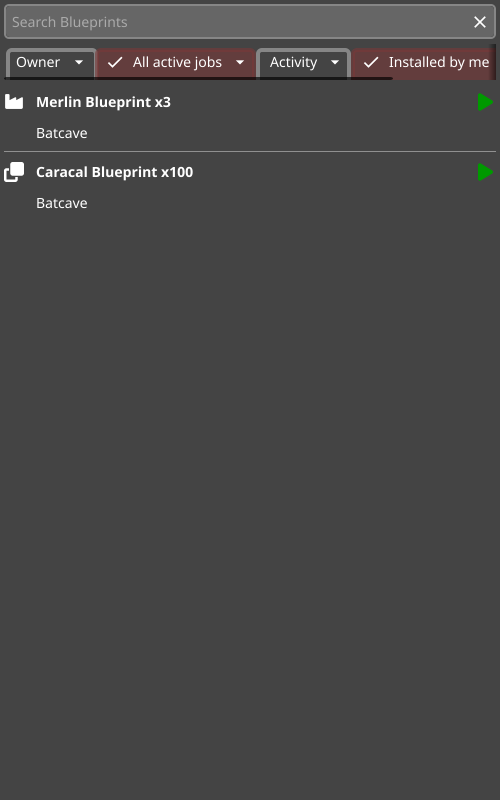 Search Blueprints
Owner All active jobs Activity Installed by me
Merlin Blueprint x3
Batcave
Caracal Blueprint x100
Batcave